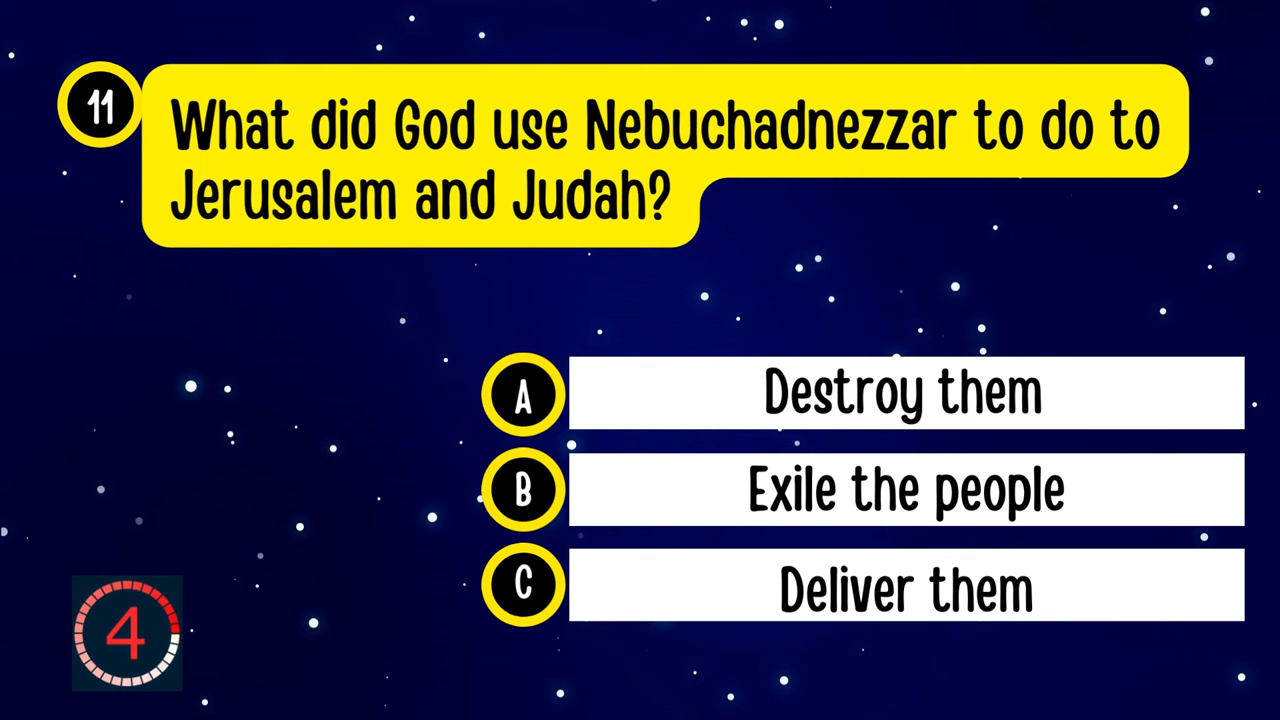 11
What did God use Nebuchadnezzar to do to
Jerusalem and Judah?
A Destroy them
B Exile the people
C Deliver them
4